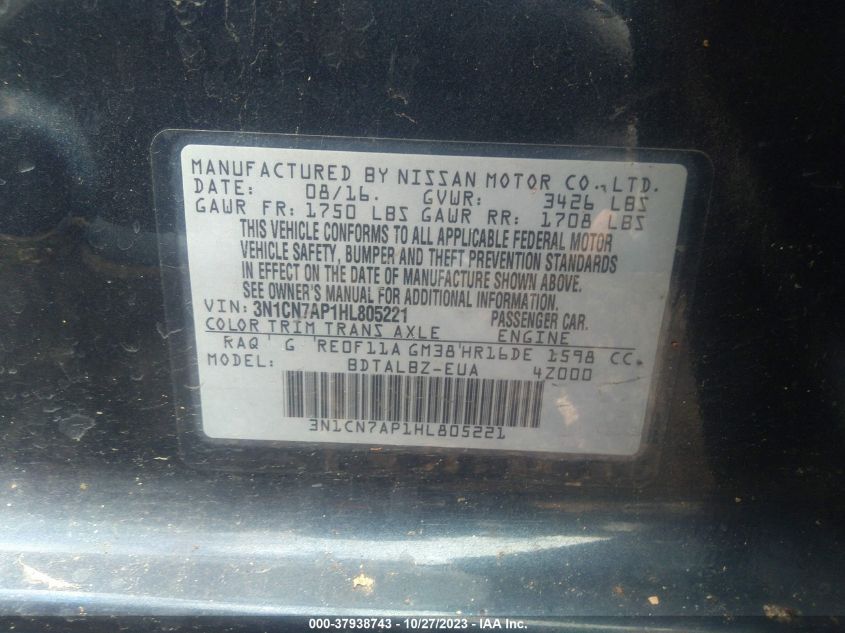 MANUFACTURED BY NISSAN MOTOR CO., LTD.
DATE: 08/16. GVWR: 3426 LBS
GAWR FR: 1750 LBS GAWR RR: 1708 LBS
THIS VEHICLE CONFORMS TO ALL APPLICABLE FEDERAL MOTOR
VEHICLE SAFETY, BUMPER AND THEFT PREVENTION STANDARDS
IN EFFECT ON THE DATE OF MANUFACTURE SHOWN ABOVE.
SEE OWNER'S MANUAL FOR ADDITIONAL INFORMATION.
VIN: 3N1CN7AP1HL805221 PASSENGER CAR.
COLOR TRIM TRANS AXLE ENGINE
RAQ ' G ' RE0F11A GM38'HR16DE 1598 CC.
MODEL: BDTALBZ-EUA 4Z000
3N1CN7AP1HL805221
000-37938743 | 10/27/2023 - IAA Inc.